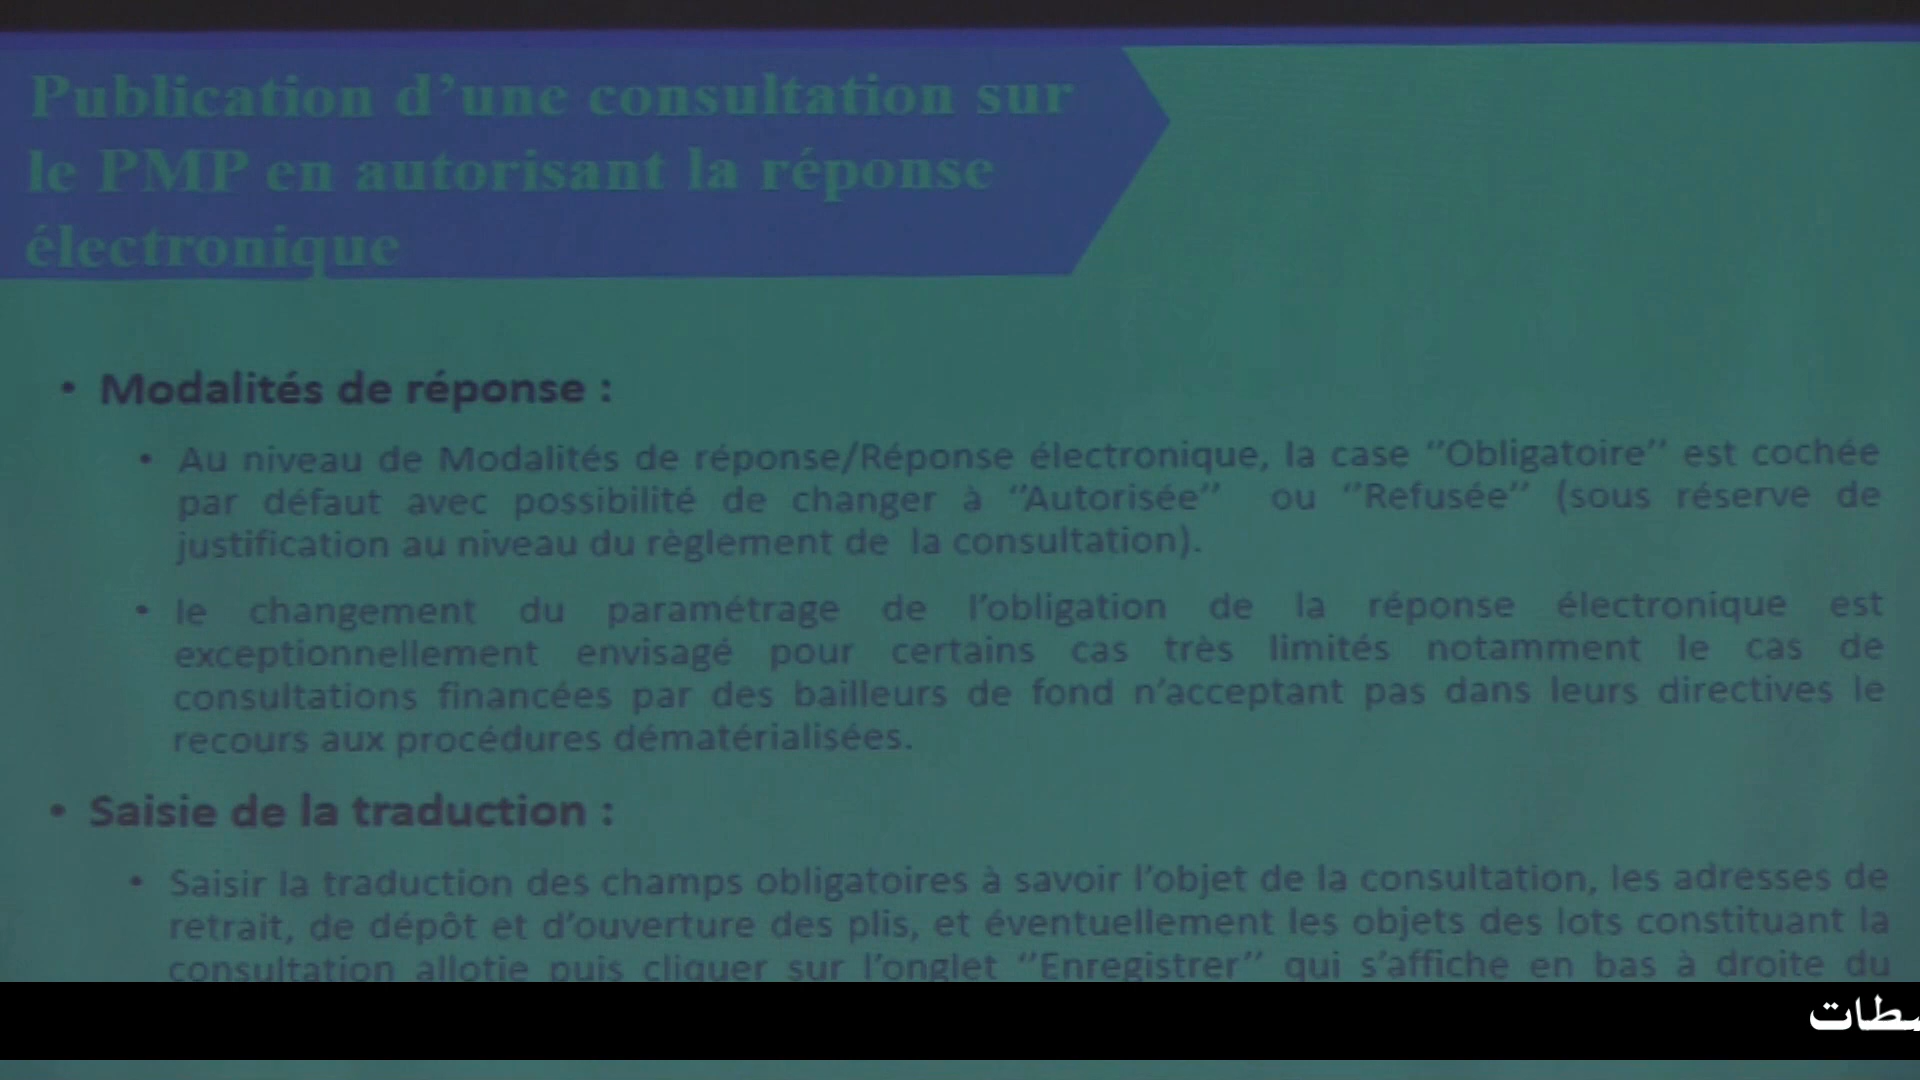 Publication d’une consultation sur
le PMP en autorisant la réponse
électronique
• Modalités de réponse :
• Au niveau de Modalités de réponse/Réponse électronique, la case ‘’Obligatoire’’ est cochée
par défaut avec possibilité de changer à ‘’Autorisée’’ ou ‘’Refusée’’ (sous réserve de
justification au niveau du règlement de la consultation).
• le changement du paramétrage de l’obligation de la réponse électronique est
exceptionnellement envisagé pour certains cas très limités notamment le cas de
consultations financées par des bailleurs de fond n’acceptant pas dans leurs directives le
recours aux procédures dématérialisées.
• Saisie de la traduction :
• Saisir la traduction des champs obligatoires à savoir l’objet de la consultation, les adresses de
retrait, de dépôt et d’ouverture des plis, et éventuellement les objets des lots constituant la
consultation allotie puis cliquer sur l’onglet ‘’Enregistrer’’ qui s’affiche en bas à droite du